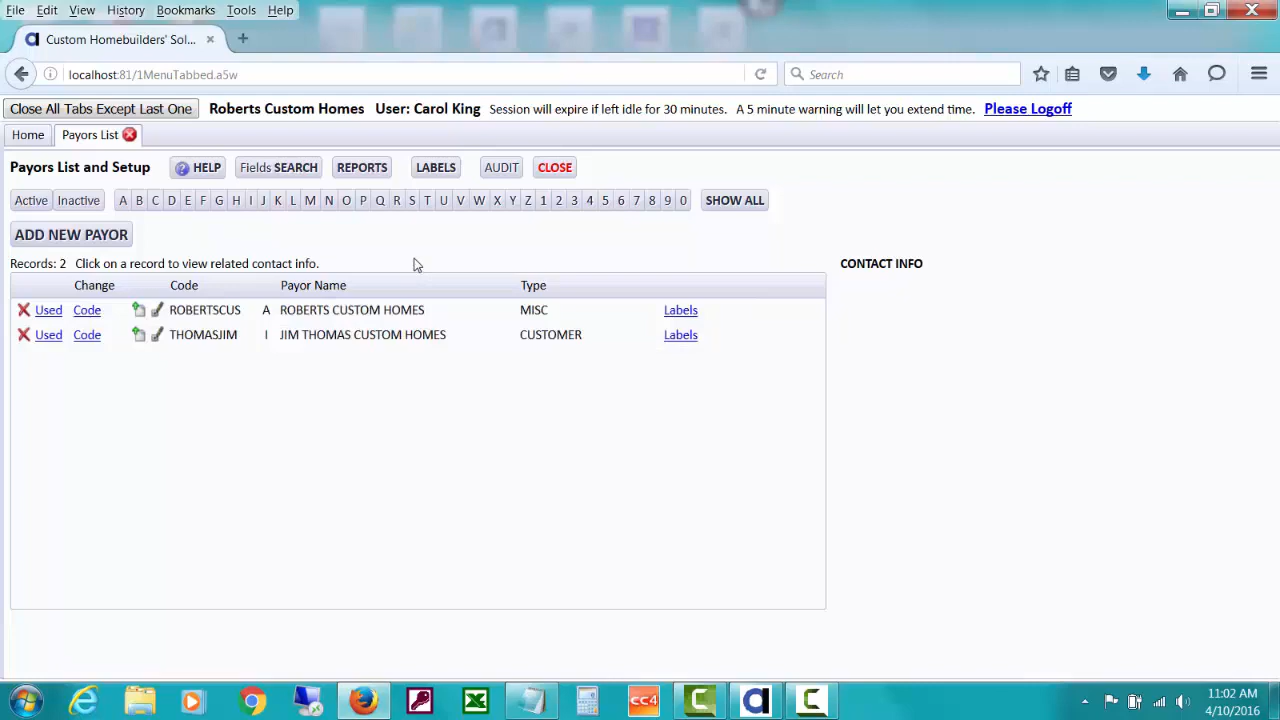 File Edit View History Bookmarks Tools Help
Custom Homebuilders' Sol...
localhost:81/1MenuTabbed.a5w
Search
Close All Tabs Except Last One Roberts Custom Homes User: Carol King Session will expire if left idle for 30 minutes. A 5 minute warning will let you extend time. Please Logoff
Home Payors List
Payors List and Setup HELP Fields SEARCH REPORTS LABELS AUDIT CLOSE
Active Inactive A B C D E F G H I J K L M N O P Q R S T U V W X Y Z 1 2 3 4 5 6 7 8 9 0 SHOW ALL
ADD NEW PAYOR
Records: 2 Click on a record to view related contact info. CONTACT INFO
Change Code Payor Name Type
Used Code ROBERTSCUS A ROBERTS CUSTOM HOMES MISC Labels
Used Code THOMASJIM I JIM THOMAS CUSTOM HOMES CUSTOMER Labels
CC4
11:02 AM
4/10/2016